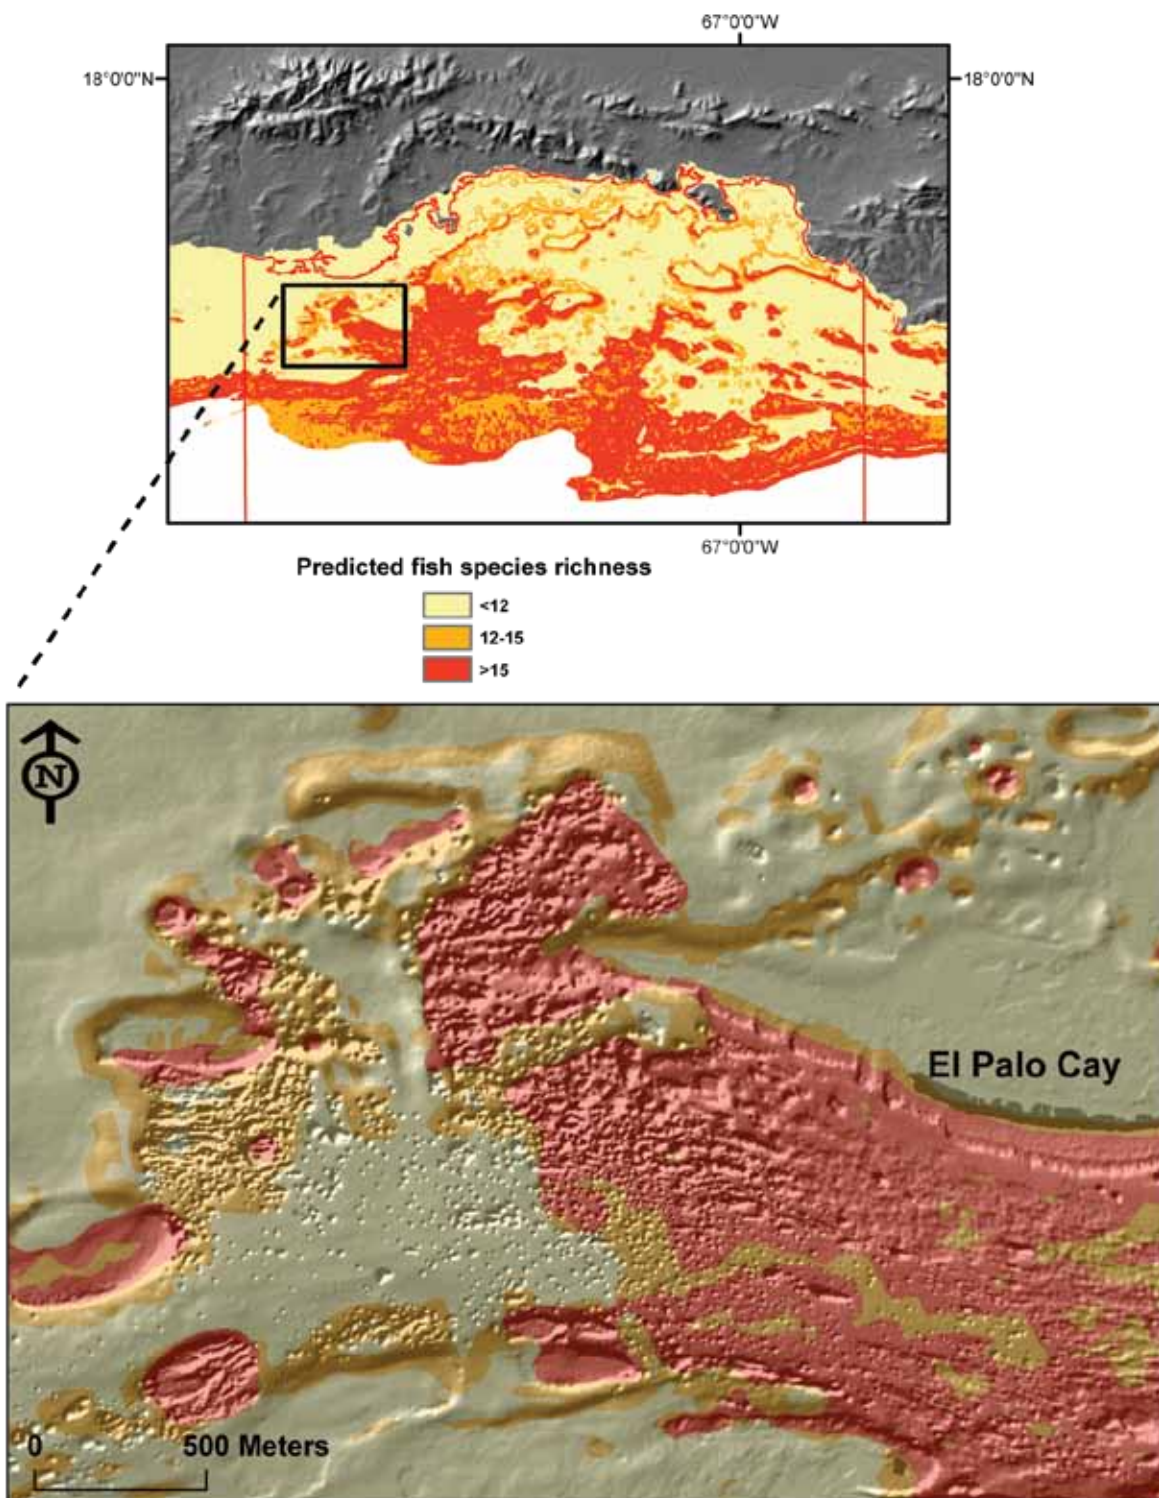 67°0'0"W
18°0'0"N
18°0'0"N
67°0'0"W
Predicted fish species richness
<12
12-15
>15
N
El Palo Cay
0 500 Meters